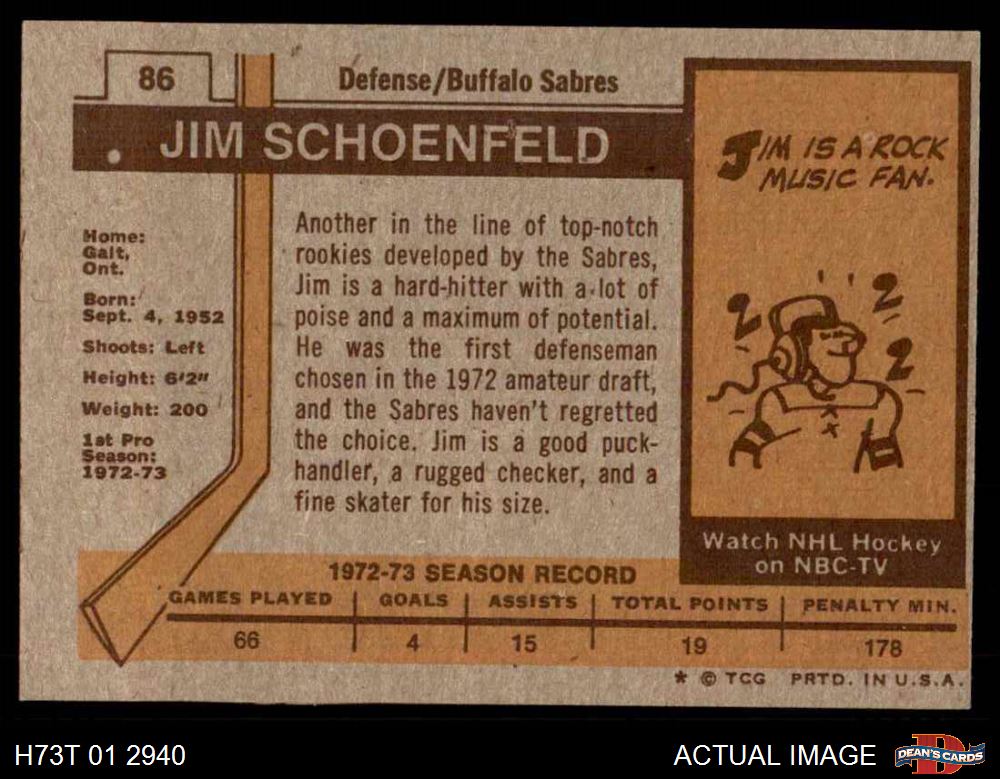 86
Defense/Buffalo Sabres
JIM SCHOENFELD
JIM IS A ROCK
MUSIC FAN.
Home:
Galt,
Ont.
Born:
Sept. 4, 1952
Shoots: Left
Height: 6'2"
Weight: 200
1st Pro
Season:
1972-73
Another in the line of top-notch
rookies developed by the Sabres,
Jim is a hard-hitter with a lot of
poise and a maximum of potential.
He was the first defenseman
chosen in the 1972 amateur draft,
and the Sabres haven't regretted
the choice. Jim is a good puck-
handler, a rugged checker, and a
fine skater for his size.
Watch NHL Hockey
on NBC-TV
1972-73 SEASON RECORD
GAMES PLAYED GOALS ASSISTS TOTAL POINTS PENALTY MIN.
66 4 15 19 178
* © TCG PRTD. IN U.S.A.
H73T 01 2940
ACTUAL IMAGE
DEAN'S CARDS